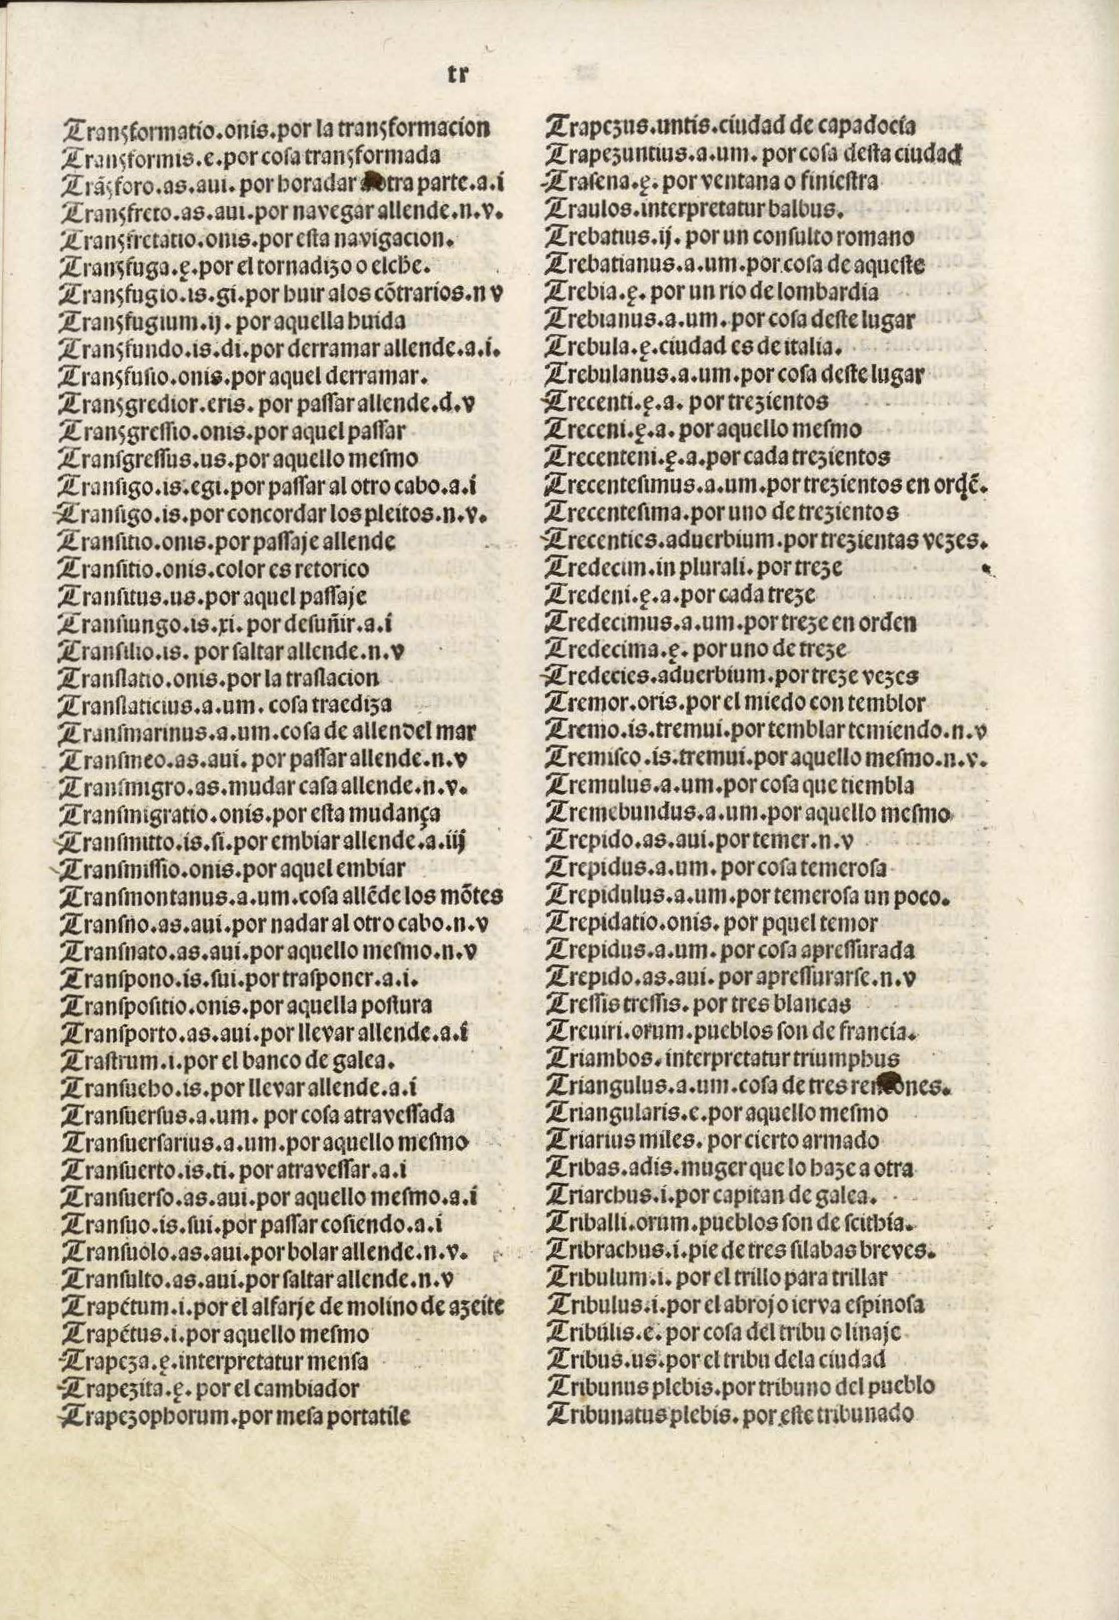 tr
Tranſformatio.onis.por la tranſformacion
Tranſformis.e.por coſa tranſformada
Trãſforo.as.aui.por horadar tra parte.a.i
Tranſfreto.as.aui.por navegar allende.n.v.
Tranſfretatio.onis.por eſta navigacion.
Tranſfuga.ę.por el tornadizo o elche.
Tranſfugio.is.gi.por huir alos cõtrarios.n v
Tranſfugium.ij.por aquella huida
Tranſfundo.is.di.por derramar allende.a.i.
Tranſfuſio.onis.por aquel derramar.
Tranſgredior.eris.por paſſar allende.d.v
Tranſgreſſio.onis.por aquel paſſar
Tranſgreſſus.us.por aquello meſmo
Tranſigo.is.egi.por paſſar al otro cabo.a.i
Tranſigo.is.por concordar los pleitos.n.v.
Tranſitio.onis.por paſſaje allende
Tranſitio.onis.color es retorico
Tranſitus.us.por aquel paſſaje
Tranſiungo.is.xi.por deſuñir.a.i
Tranſilio.is.por ſaltar allende.n.v
Tranſlatio.onis.por la traſlacion
Tranſlaticius.a.um.coſa traediza
Tranſmarinus.a.um.coſa de allendel mar
Tranſmeo.as.aui.por paſſar allende.n.v
Tranſmigro.as.mudar caſa allende.n.v.
Tranſmigratio.onis.por eſta mudança
Tranſmitto.is.ſi.por embiar allende.a.iij
Tranſmiſſio.onis.por aquel embiar
Tranſmontanus.a.um.coſa allẽde los mõtes
Tranſno.as.aui.por nadar al otro cabo.n.v
Tranſnato.as.aui.por aquello meſmo.n.v
Tranſpono.is.ſui.por traſponer.a.i.
Tranſpoſitio.onis.por aquella poſtura
Tranſporto.as.aui.por llevar allende.a.i
Traſtrum.i.por el banco de galea.
Tranſueho.is.por llevar allende.a.i
Tranſuerſus.a.um.por coſa atraveſſada
Tranſuerſarius.a.um.por aquello meſmo
Tranſuerto.is.ti.por atraveſſar.a.i
Tranſuerſo.as.aui.por aquello meſmo.a.i
Tranſuo.is.ſui.por paſſar coſiendo.a.i
Tranſuolo.as.aui.por bolar allende.n.v.
Tranſulto.as.aui.por ſaltar allende.n.v
Trapétum.i.por el alfarje de molino de azeite
Trapétus.i.por aquello meſmo
Trapeza.ę.interpretatur menſa
Trapezita.ę.por el cambiador
Trapezophorum.por meſa portatile
Trapezus.untis.ciudad de capadocia
Trapezuntius.a.um.por coſa deſta ciudad
Traſena.ę.por ventana o finieſtra
Traulos.interpretatur balbus.
Trebatius.ij.por un conſulto romano
Trebatianus.a.um.por coſa de aqueſte
Trebia.ę.por un rio de lombardia
Trebianus.a.um.por coſa deſte lugar
Trebula.ę.ciudad es de italia.
Trebulanus.a.um.por coſa deſte lugar
Trecenti.ę.a.por trezientos
Treceni.ę.a.por aquello meſmo
Trecenteni.ę.a.por cada trezientos
Trecenteſimus.a.um.por trezientos en ordẽ.
Trecenteſima.por uno de trezientos
Trecenties.aduerbium.por trezientas vezes.
Tredecim.in plurali.por treze
Tredeni.ę.a.por cada treze
Tredecimus.a.um.por treze en orden
Tredecima.ę.por uno de treze
Tredecies.aduerbium.por treze vezes
Tremor.oris.por el miedo con temblor
Tremo.is.tremui.por temblar temiendo.n.v
Tremiſco.is.tremui.por aquello meſmo.n.v.
Tremulus.a.um.por coſa que tiembla
Tremebundus.a.um.por aquello meſmo
Trepido.as.aui.por temer.n.v
Trepidus.a.um.por coſa temeroſa
Trepidulus.a.um.por temeroſa un poco.
Trepidatio.onis.por pquel temor
Trepidus.a.um.por coſa apreſſurada
Trepido.as.aui.por apreſſurarſe.n.v
Treſſis treſſis.por tres blancas
Treuiri.orum.pueblos ſon de francia.
Triambos.interpretatur triumphus
Triangulus.a.um.coſa de tres ones.
Triangularis.e.por aquello meſmo
Triarius miles.por cierto armado
Tribas.adis.muger que lo haze a otra
Triarchus.i.por capitan de galea.
Triballi.orum.pueblos ſon de ſcithia.
Tribrachus.i.pie de tres ſilabas breves.
Tribulum.i.por el trillo para trillar
Tribulus.i.por el abrojo ierva eſpinoſa
Tribúlis.e.por coſa del tribu o linaje
Tribus.us.por el tribu dela ciudad
Tribunus plebis.por tribuno del pueblo
Tribunatus plebis.por eſte tribunado